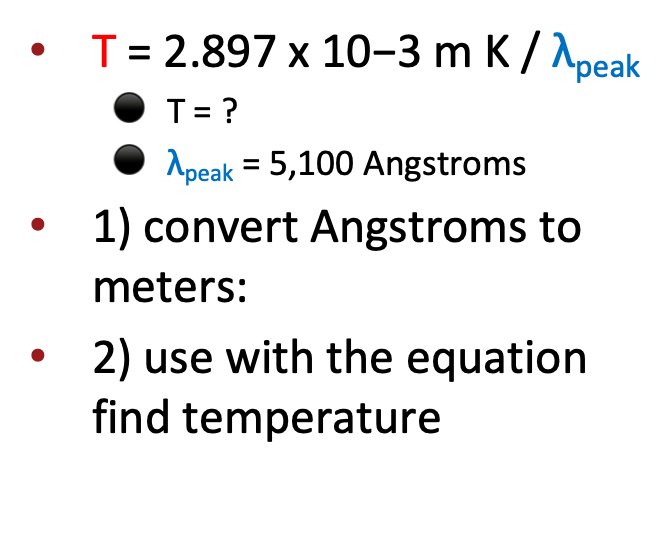 • T = 2.897 x 10–3 m K / λpeak
● T = ?
● λpeak = 5,100 Angstroms
• 1) convert Angstroms to
meters:
• 2) use with the equation
find temperature